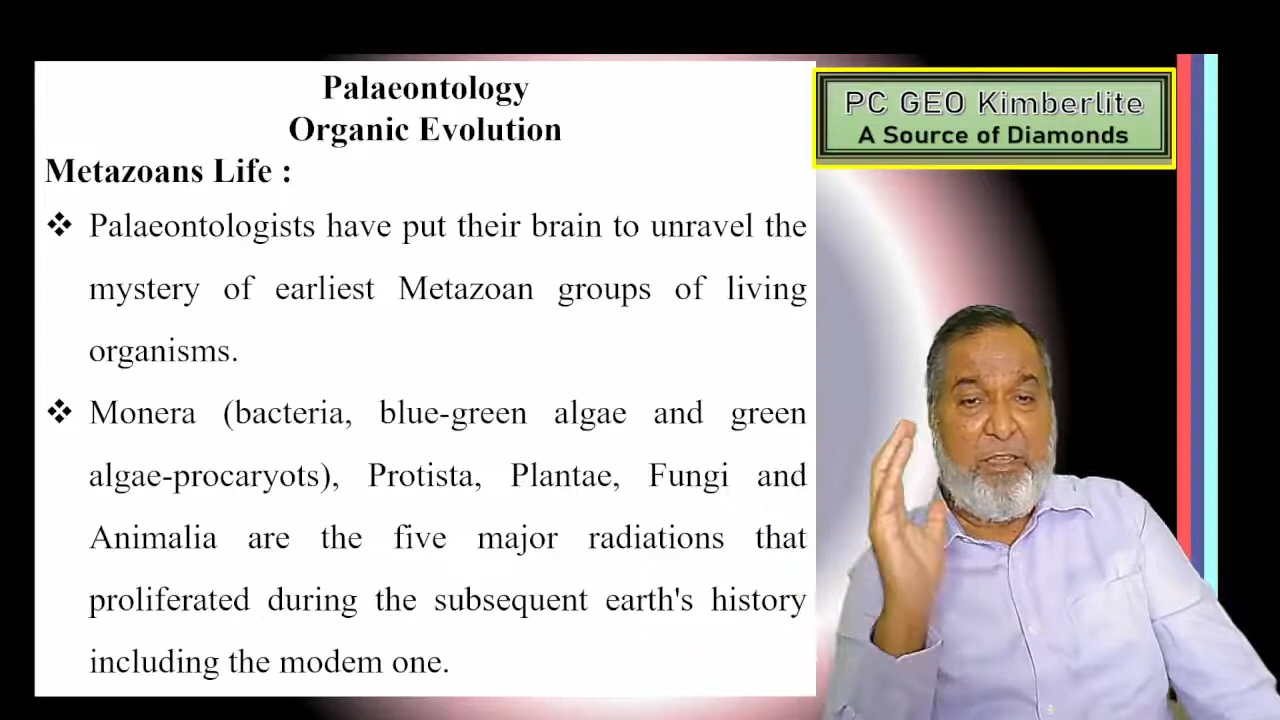 Palaeontology
Organic Evolution
Metazoans Life :
❖ Palaeontologists have put their brain to unravel the
mystery of earliest Metazoan groups of living
organisms.
❖ Monera (bacteria, blue-green algae and green
algae-procaryots), Protista, Plantae, Fungi and
Animalia are the five major radiations that
proliferated during the subsequent earth's history
including the modem one.
PC GEO Kimberlite
A Source of Diamonds